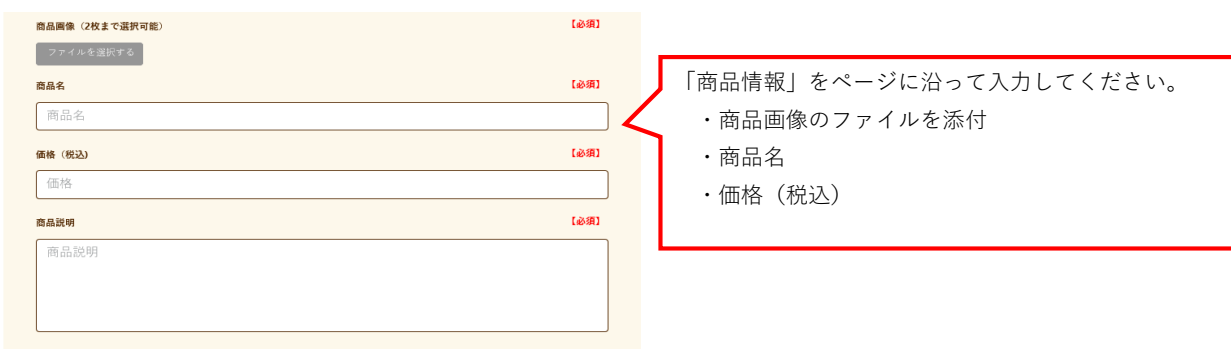 商品画像（2枚まで選択可能） 【必須】
ファイルを選択する
商品名 【必須】
商品名
価格（税込） 【必須】
価格
商品説明 【必須】
商品説明
「商品情報」をページに沿って入力してください。
・商品画像のファイルを添付
・商品名
・価格（税込）